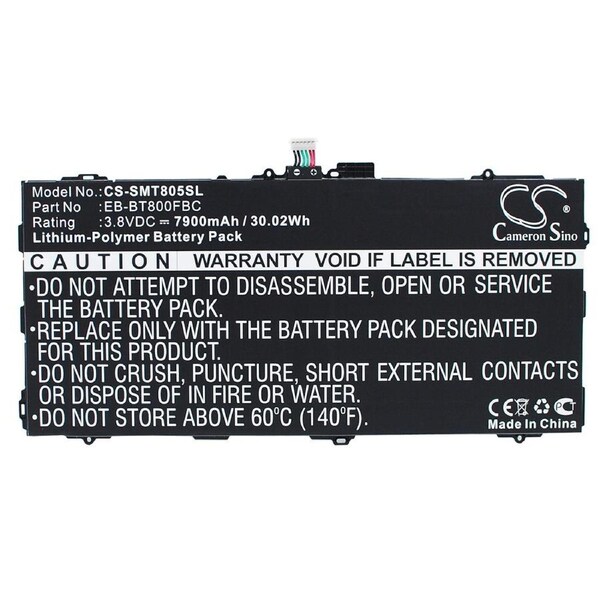 Model No.: CS-SMT805SL
Part No : EB-BT800FBC
Rating : 3.8VDC ⎓ 7900mAh / 30.02Wh
Lithium-Polymer Battery Pack
CS
Cameron Sino
CAUTION WARRANTY VOID IF LABEL IS REMOVED
•DO NOT ATTEMPT TO DISASSEMBLE, OPEN OR SERVICE
THE BATTERY PACK.
•REPLACE ONLY WITH THE BATTERY PACK DESIGNATED
FOR THIS PRODUCT
•DO NOT CRUSH, PUNCTURE, SHORT EXTERNAL CONTACTS
OR DISPOSE OF IN FIRE OR WATER.
•DO NOT STORE ABOVE 60℃ (140℉).
CE
MADE IN CHINA